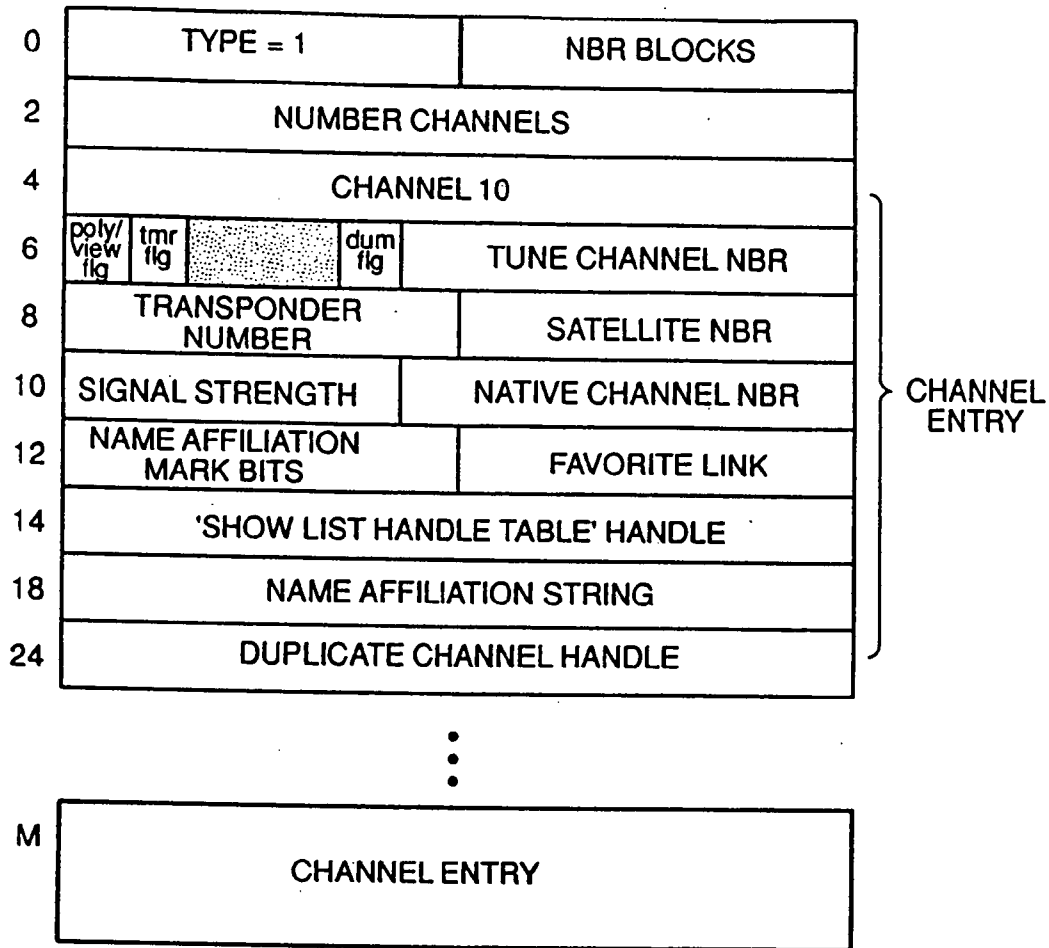 0 TYPE = 1 NBR BLOCKS
2 NUMBER CHANNELS
4 CHANNEL 10
6 poly/ view flg tmr flg dum flg TUNE CHANNEL NBR
8 TRANSPONDER NUMBER SATELLITE NBR
10 SIGNAL STRENGTH NATIVE CHANNEL NBR
12 NAME AFFILIATION MARK BITS FAVORITE LINK
14 'SHOW LIST HANDLE TABLE' HANDLE
18 NAME AFFILIATION STRING
24 DUPLICATE CHANNEL HANDLE
CHANNEL
ENTRY
M CHANNEL ENTRY